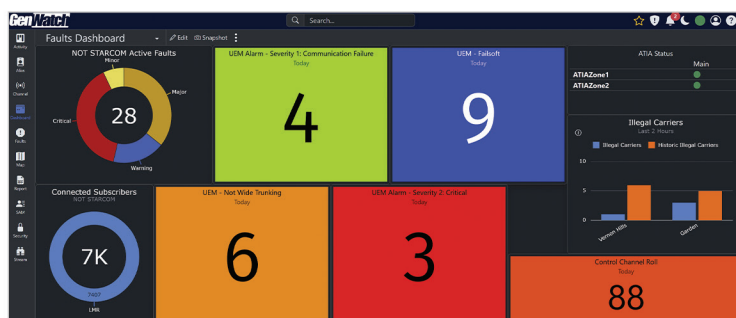 GenWatch
Search...
2
Faults Dashboard
Edit
Snapshot
Activity
Alias
Channel
Dashboard
Faults
Map
Report
SAM
Security
Stream
NOT STARCOM Active Faults
Minor
Major
Critical
Warning
28
UEM Alarm - Severity 1: Communication Failure
Today
4
UEM - Failsoft
Today
9
ATIA Status
Main
ATIAZone1
ATIAZone2
Illegal Carriers
Last 2 Hours
Illegal Carriers
Historic Illegal Carriers
10
5
0
Vernon Hills
Garden
Connected Subscribers
NOT STARCOM
7K
7407
LMR
UEM - Not Wide Trunking
Today
6
UEM Alarm - Severity 2: Critical
Today
3
Control Channel Roll
Today
88